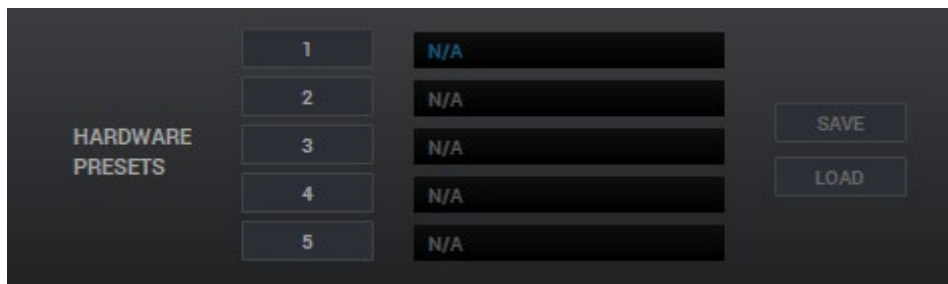 HARDWARE
PRESETS
1
N/A
2
N/A
3
N/A
4
N/A
5
N/A
SAVE
LOAD